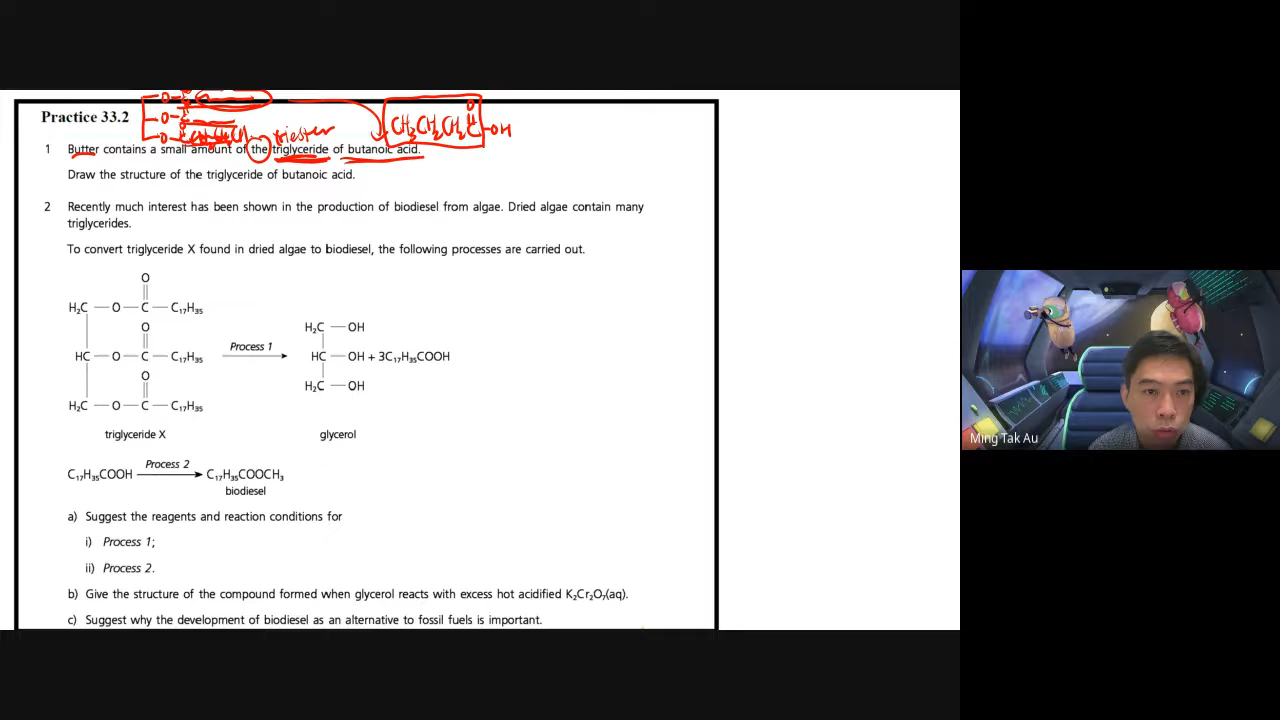 Practice 33.2
O
CH₃CH₂CH₂C-OH
triester
1 Butter contains a small amount of the triglyceride of butanoic acid.
Draw the structure of the triglyceride of butanoic acid.
2 Recently much interest has been shown in the production of biodiesel from algae. Dried algae contain many
triglycerides.
To convert triglyceride X found in dried algae to biodiesel, the following processes are carried out.
O
H₂C — O — C — C₁₇H₃₅
O
HC — O — C — C₁₇H₃₅
O
H₂C — O — C — C₁₇H₃₅
triglyceride X
Process 1
H₂C — OH
HC — OH + 3C₁₇H₃₅COOH
H₂C — OH
glycerol
Process 2
C₁₇H₃₅COOH → C₁₇H₃₅COOCH₃
biodiesel
a) Suggest the reagents and reaction conditions for
i) Process 1;
ii) Process 2.
b) Give the structure of the compound formed when glycerol reacts with excess hot acidified K₂Cr₂O₇(aq).
c) Suggest why the development of biodiesel as an alternative to fossil fuels is important.
Ming Tak Au